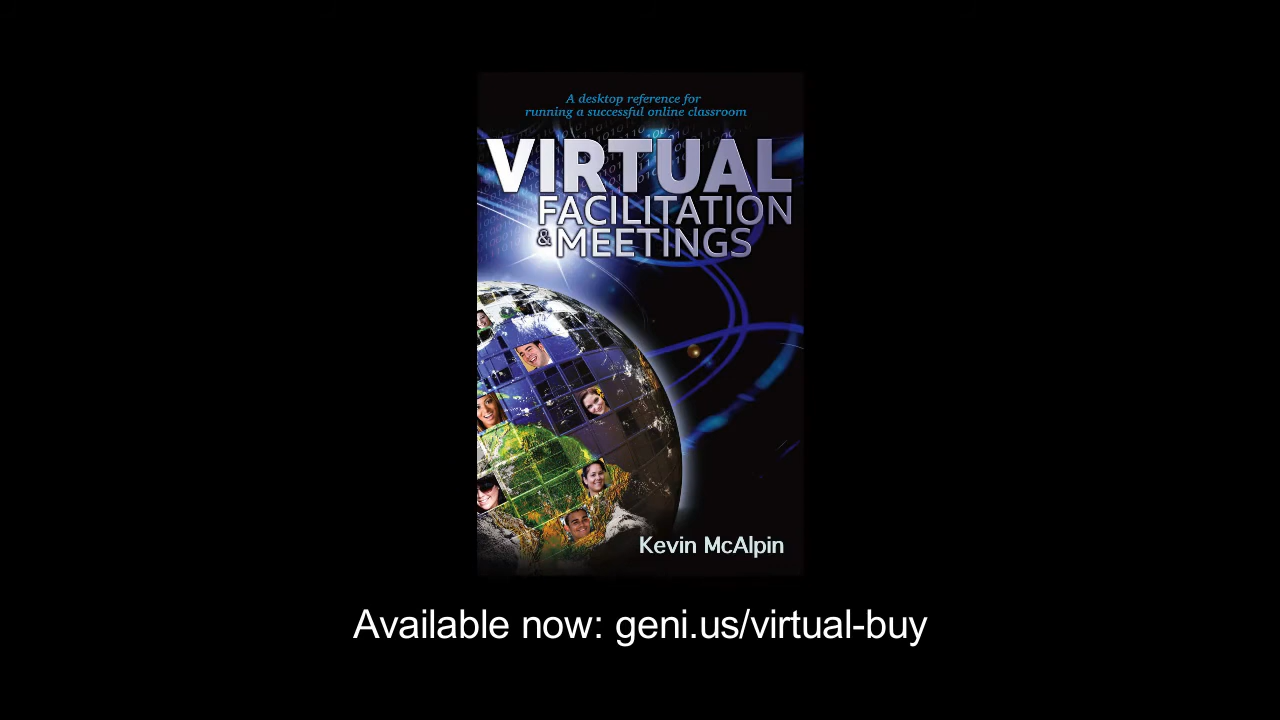 A desktop reference for
running a successful online classroom
VIRTUAL
FACILITATION
& MEETINGS
Kevin McAlpin
Available now: geni.us/virtual-buy